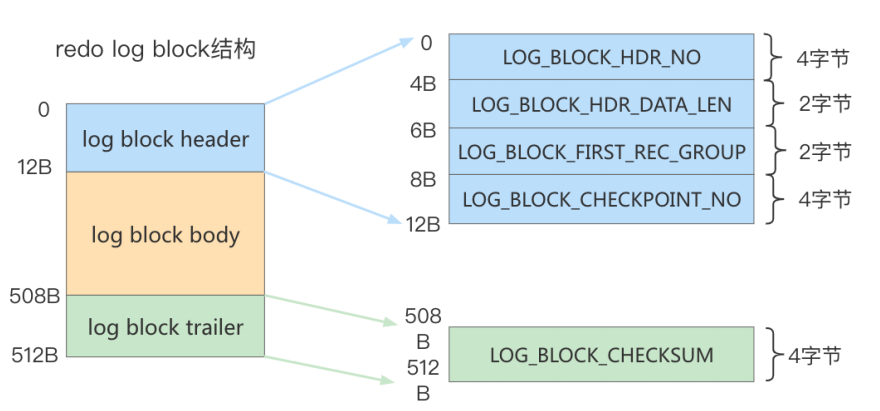 redo log block结构
0
log block header
12B
log block body
508B
log block trailer
512B
0
LOG_BLOCK_HDR_NO
4字节
4B
LOG_BLOCK_HDR_DATA_LEN
2字节
6B
LOG_BLOCK_FIRST_REC_GROUP
2字节
8B
LOG_BLOCK_CHECKPOINT_NO
4字节
12B
508
B
LOG_BLOCK_CHECKSUM
4字节
512
B